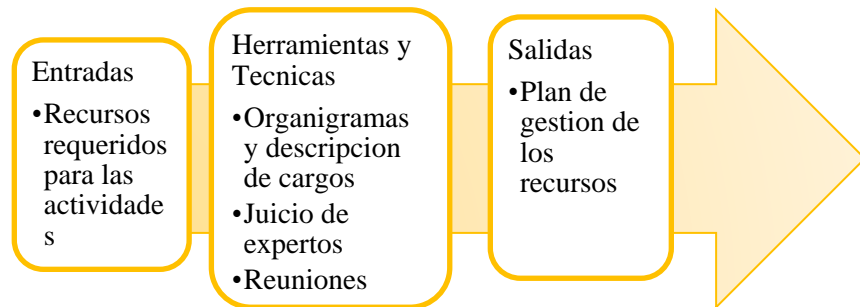 Entradas
•Recursos
requeridos
para las
actividade
s
Herramientas y
Tecnicas
•Organigramas
y descripcion
de cargos
•Juicio de
expertos
•Reuniones
Salidas
•Plan de
gestion de
los
recursos